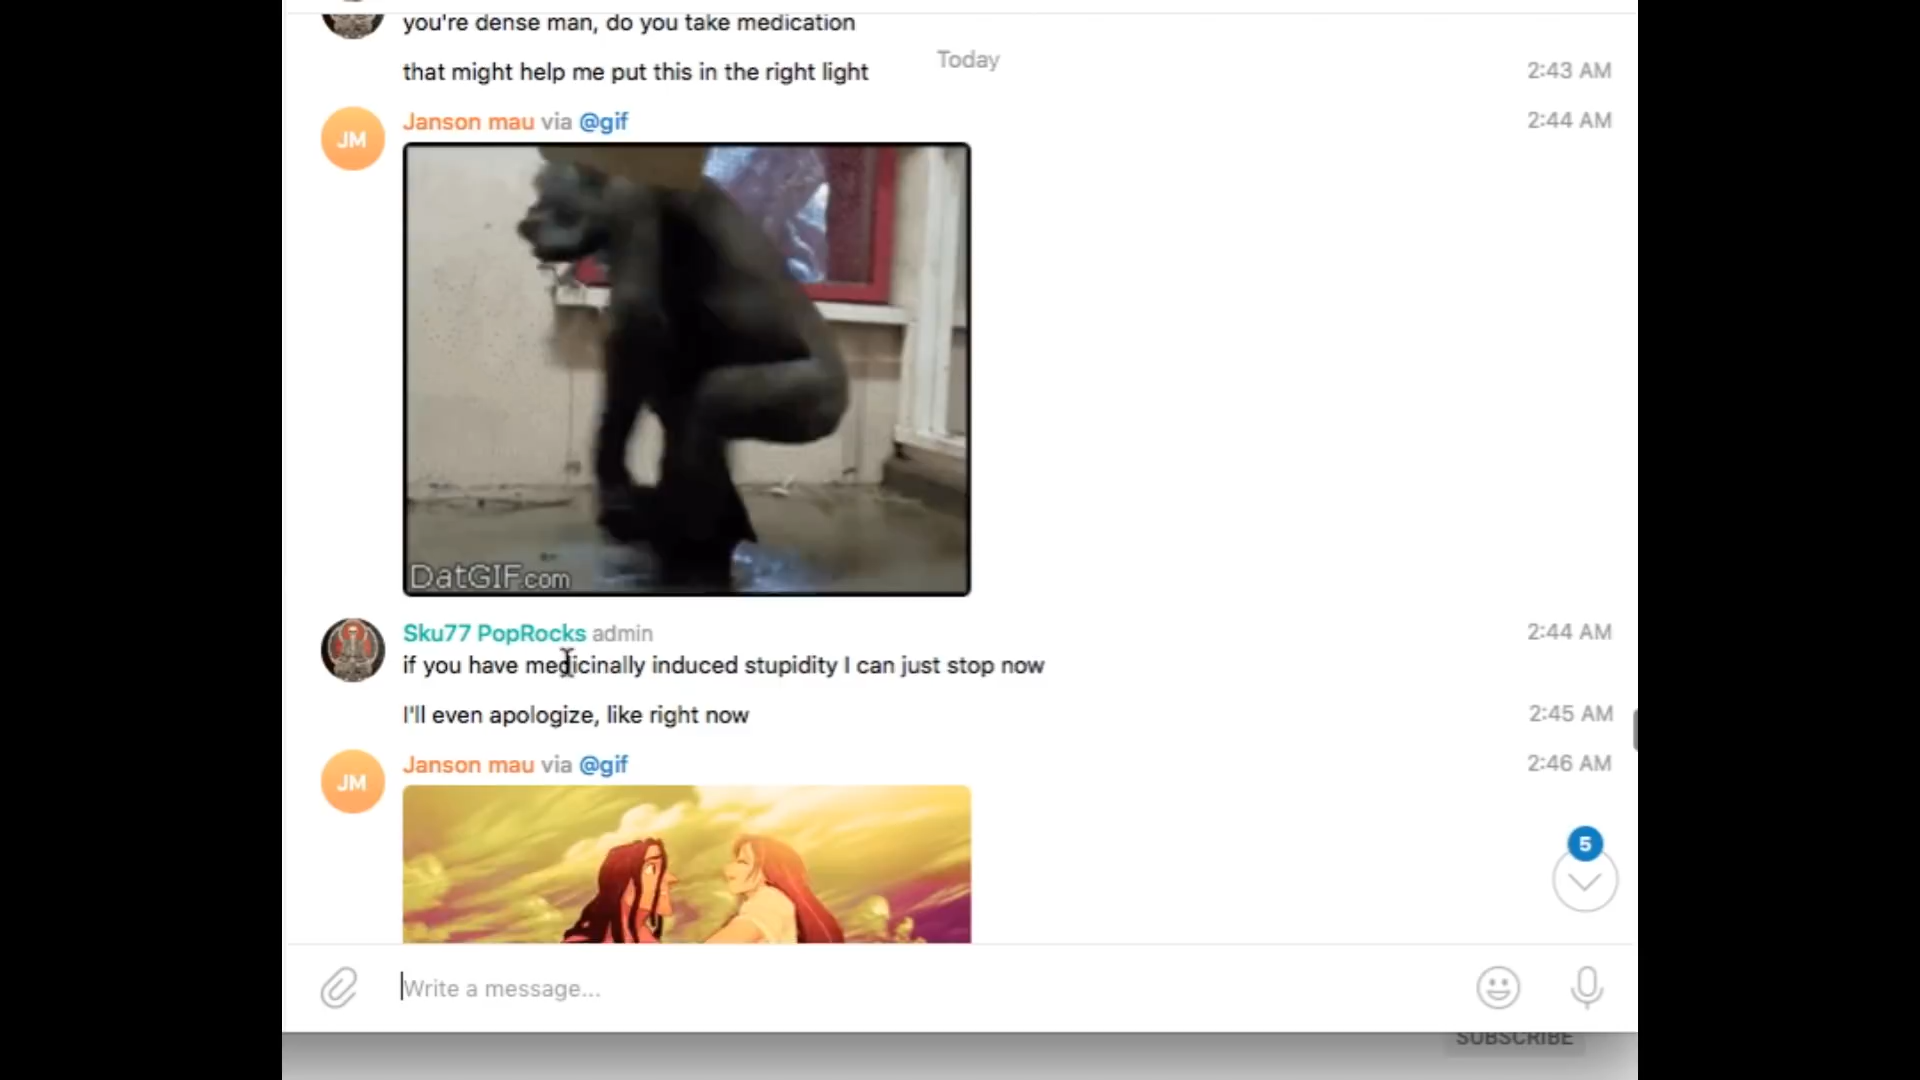 you're dense man, do you take medication
Today
that might help me put this in the right light 2:43 AM
JM Janson mau via @gif 2:44 AM
DatGIF.com
Sku77 PopRocks admin 2:44 AM
if you have medicinally induced stupidity I can just stop now
I'll even apologize, like right now 2:45 AM
JM Janson mau via @gif 2:46 AM
5
Write a message...
SUBSCRIBE